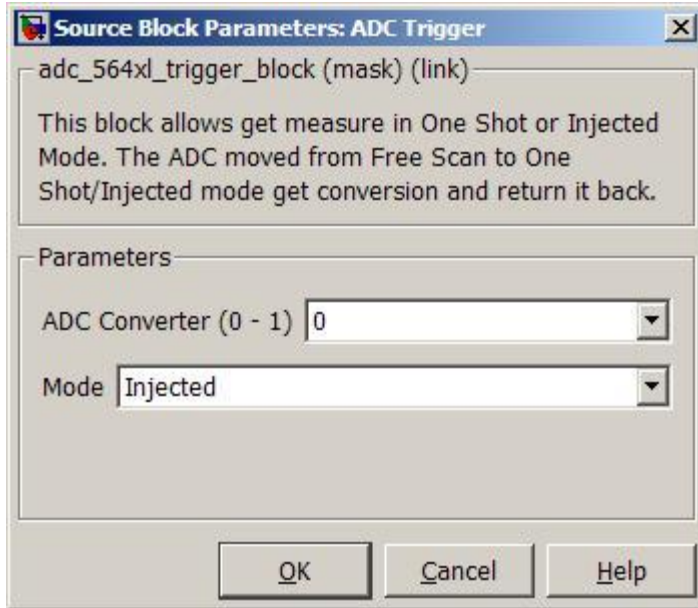 Source Block Parameters: ADC Trigger
adc_564xl_trigger_block (mask) (link)
This block allows get measure in One Shot or Injected
Mode. The ADC moved from Free Scan to One
Shot/Injected mode get conversion and return it back.
Parameters
ADC Converter (0 - 1) 0
Mode Injected
OK Cancel Help